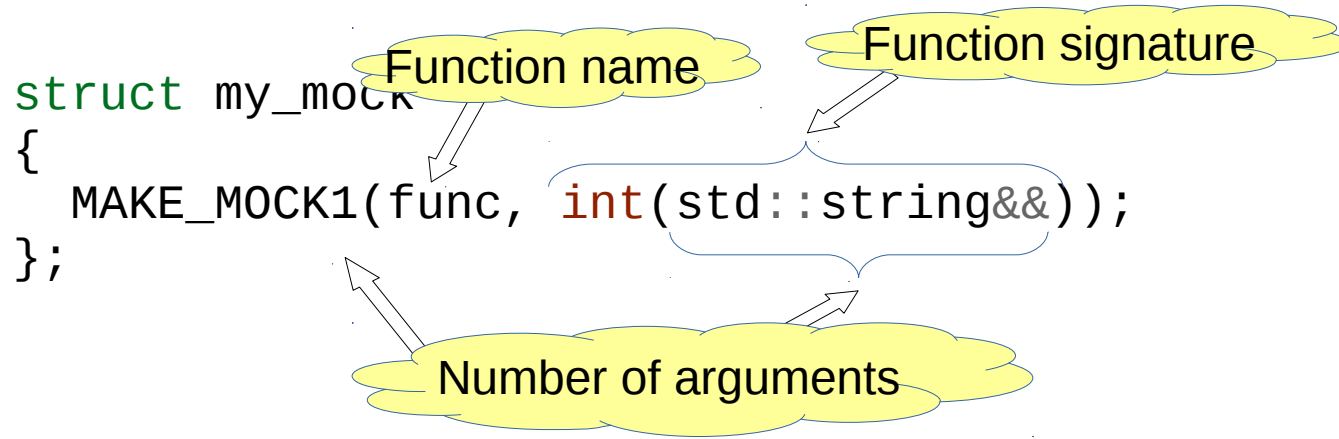 Function name
Function signature
struct my_mock
{
  MAKE_MOCK1(func, int(std::string&&));
};
Number of arguments